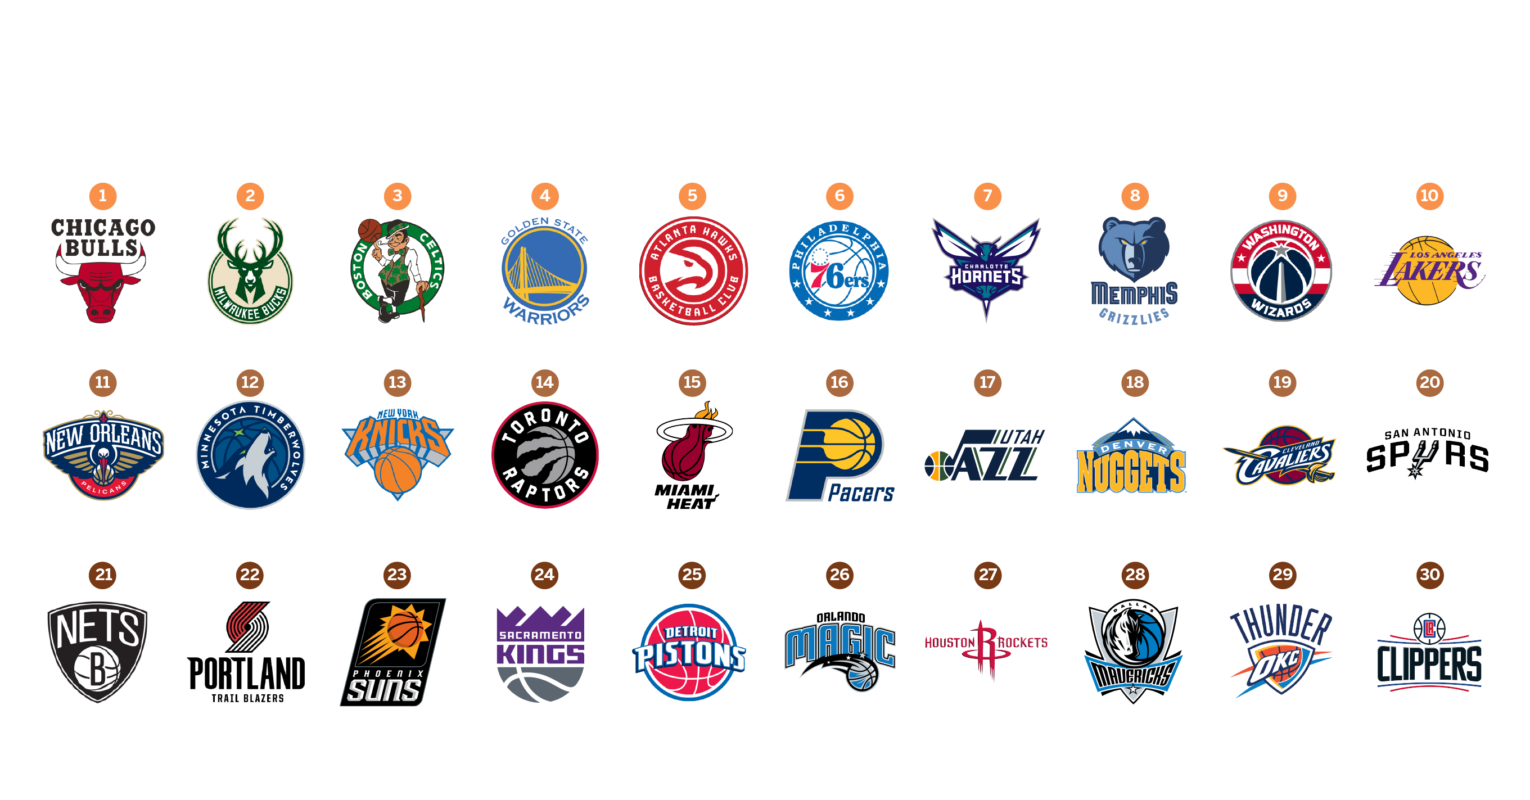 1 2 3 4 5 6 7 8 9 10
CHICAGO
BULLS
MILWAUKEE BUCKS
BOSTON CELTICS
GOLDEN STATE
WARRIORS
ATLANTA HAWKS
BASKETBALL CLUB
PHILADELPHIA
76ers
CHARLOTTE
HORNETS
MEMPHIS
GRIZZLIES
WASHINGTON
WIZARDS
LOS ANGELES
LAKERS
11 12 13 14 15 16 17 18 19 20
NEW ORLEANS
PELICANS
MINNESOTA TIMBERWOLVES
NEW YORK
KNICKS
TORONTO
RAPTORS
MIAMI
HEAT
Pacers
UTAH
JAZZ
DENVER
NUGGETS
CLEVELAND
CAVALIERS
SAN ANTONIO
SPURS
21 22 23 24 25 26 27 28 29 30
NETS
B
PORTLAND
TRAIL BLAZERS
PHOENIX
SUNS
SACRAMENTO
KINGS
DETROIT
PISTONS
ORLANDO
MAGIC
HOUSTON R ROCKETS
DALLAS
MAVERICKS
THUNDER
OKC
LAC
CLIPPERS